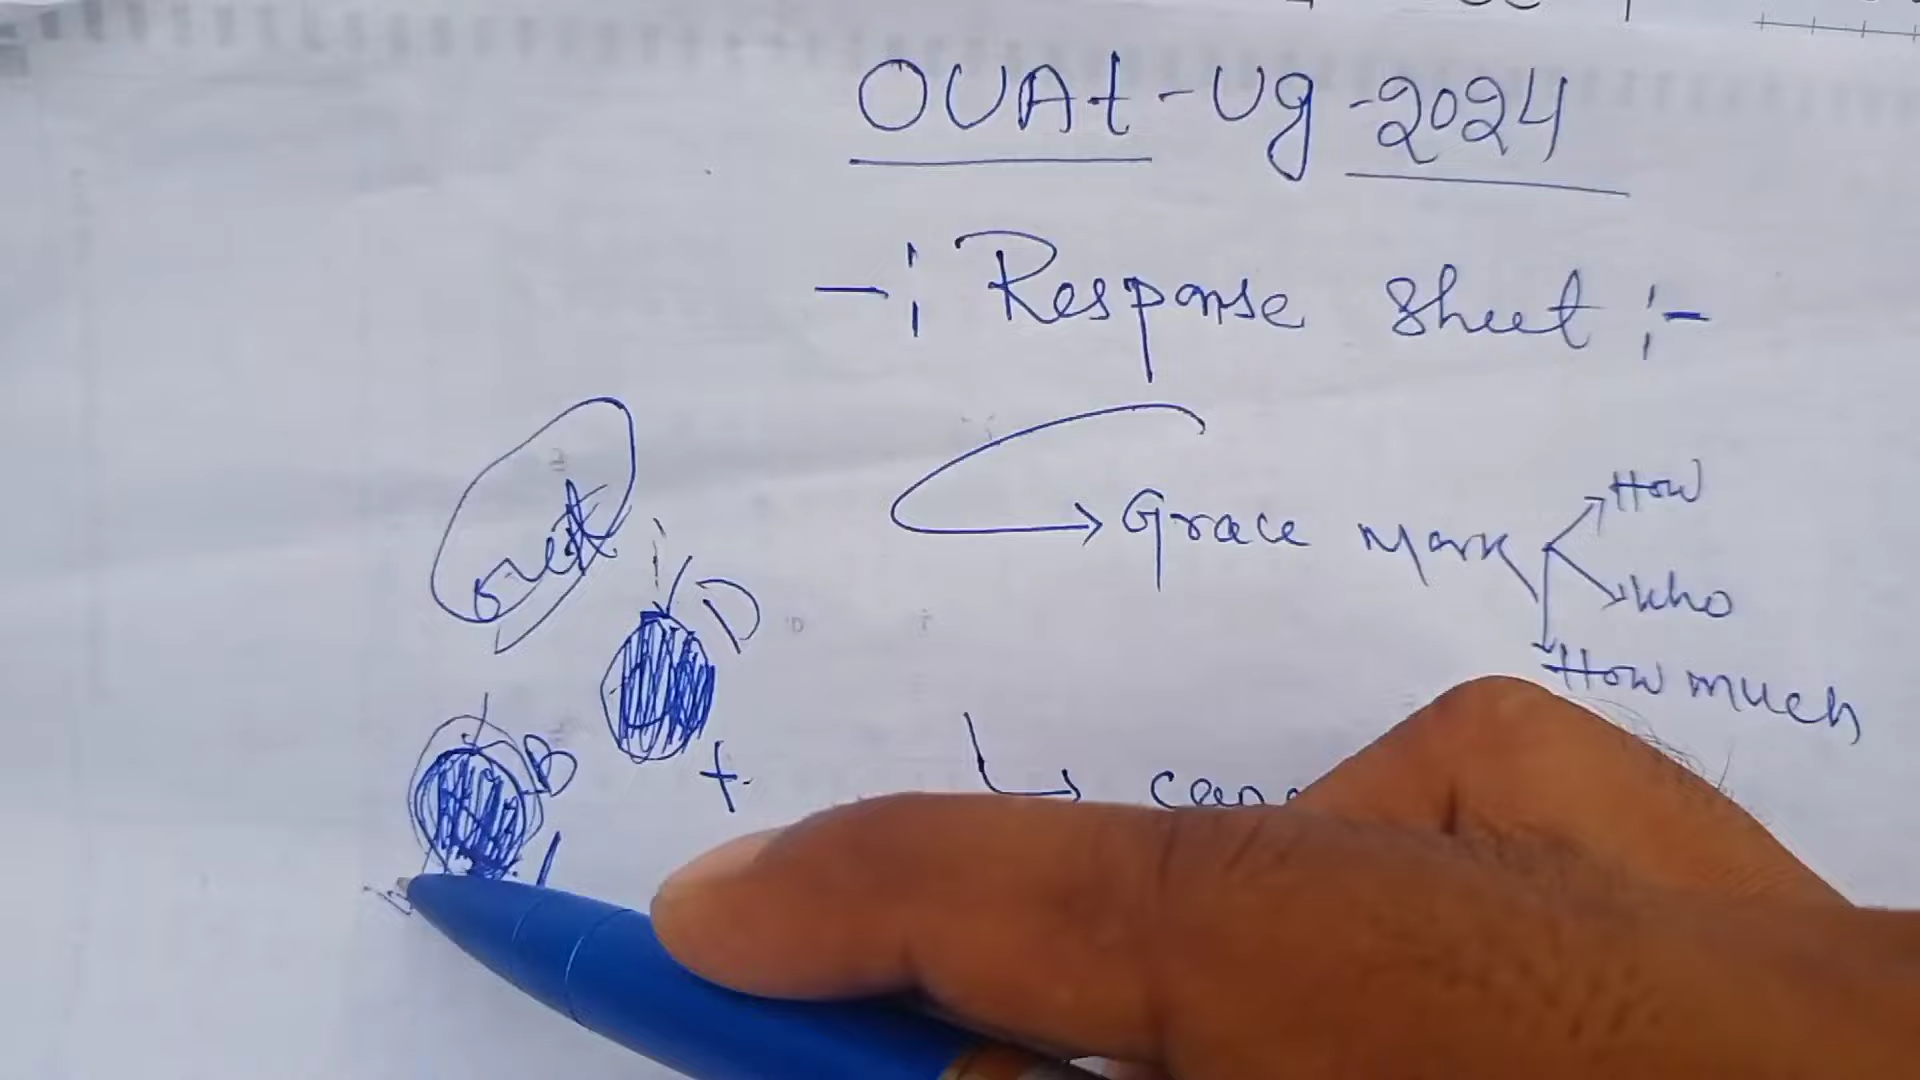 OUAt-Ug-2024
-: Response Sheet :-
→ Grace Mark
How
Who
How much
D
B
+